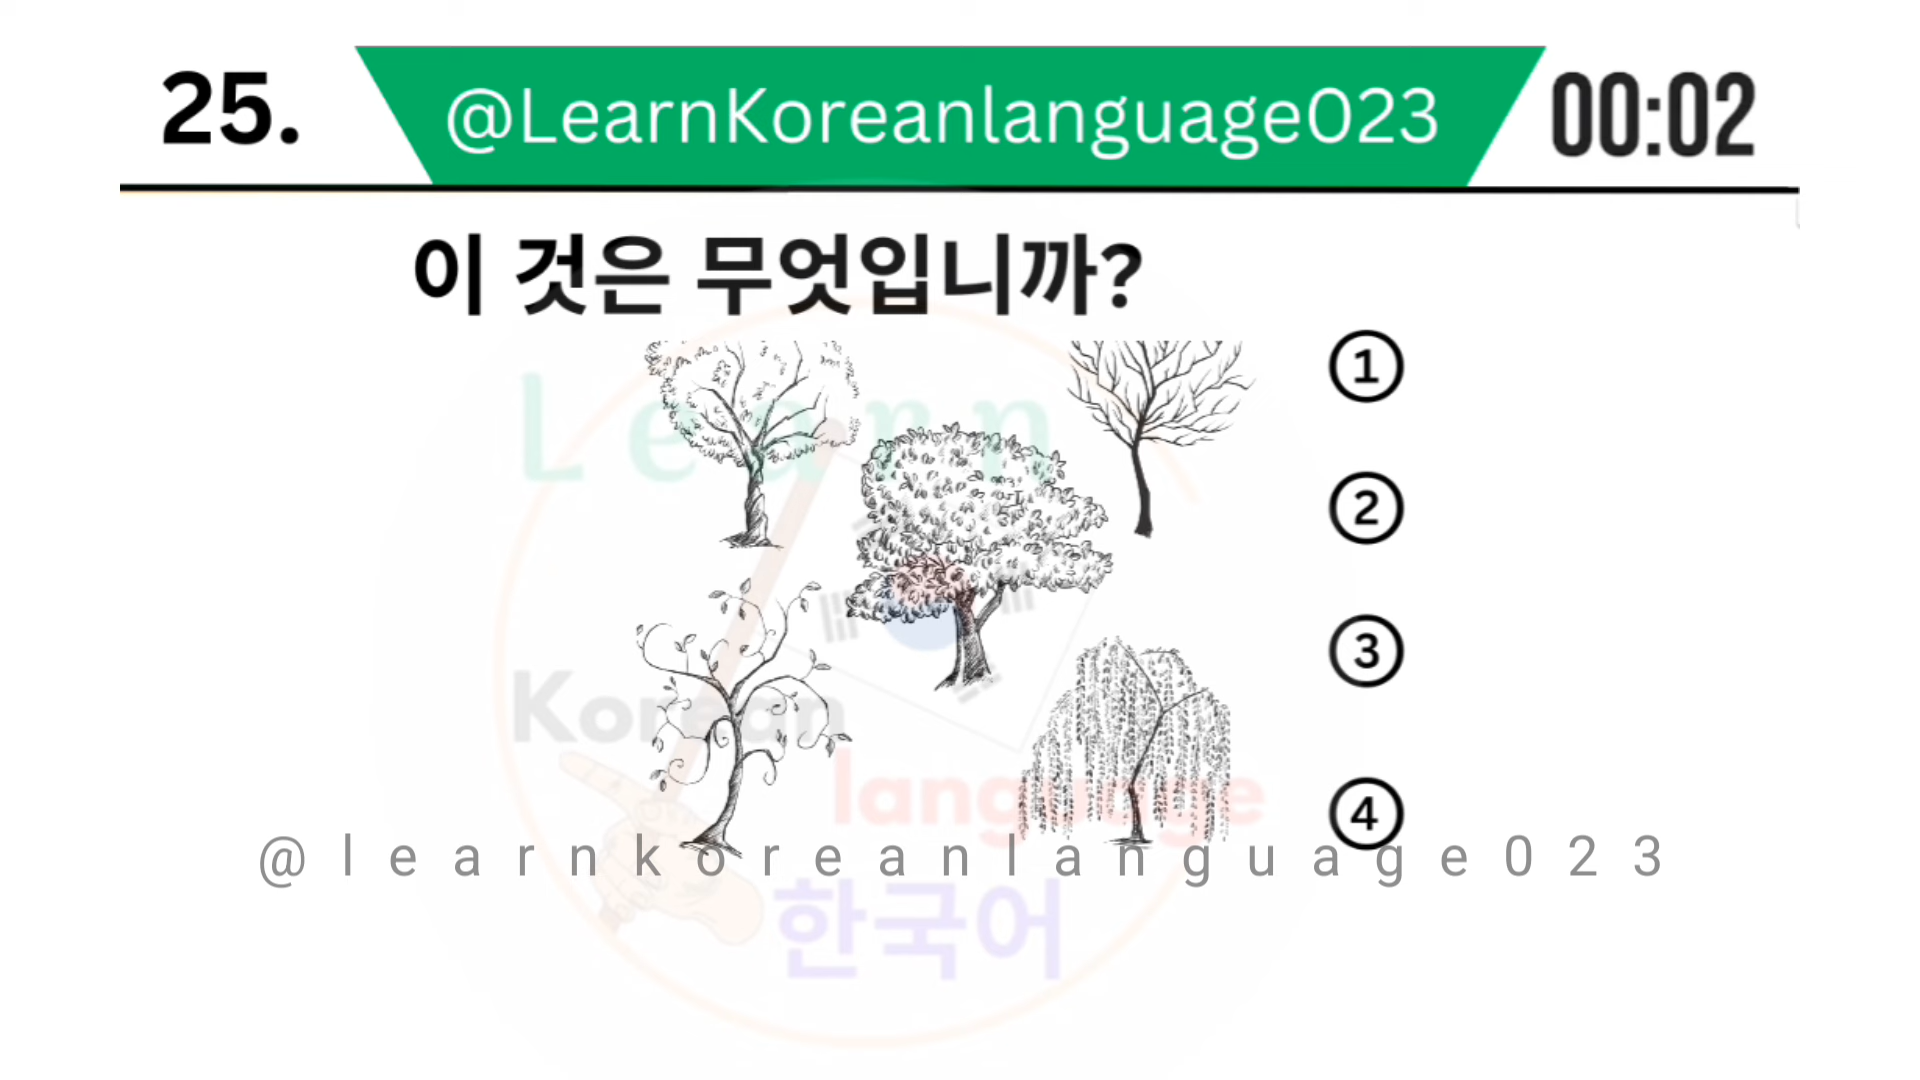 25. @LearnKoreanlanguage023 00:02
이 것은 무엇입니까?
①
②
③
④
Learn
Korean
language
@learnkoreanlanguage023
한국어